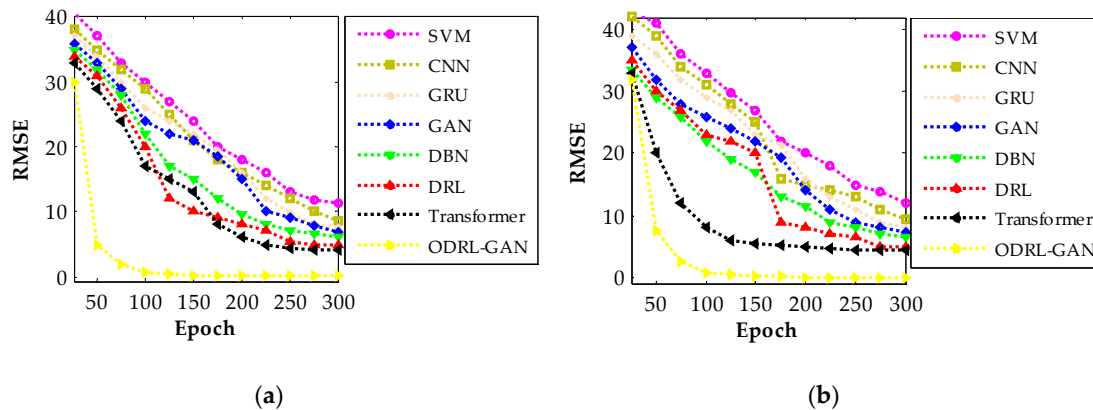 40
30
20
10
0
RMSE
50 100 150 200 250 300
Epoch
SVM
CNN
GRU
GAN
DBN
DRL
Transformer
ODRL-GAN
(a)
40
30
20
10
0
RMSE
50 100 150 200 250 300
Epoch
SVM
CNN
GRU
GAN
DBN
DRL
Transformer
ODRL-GAN
(b)